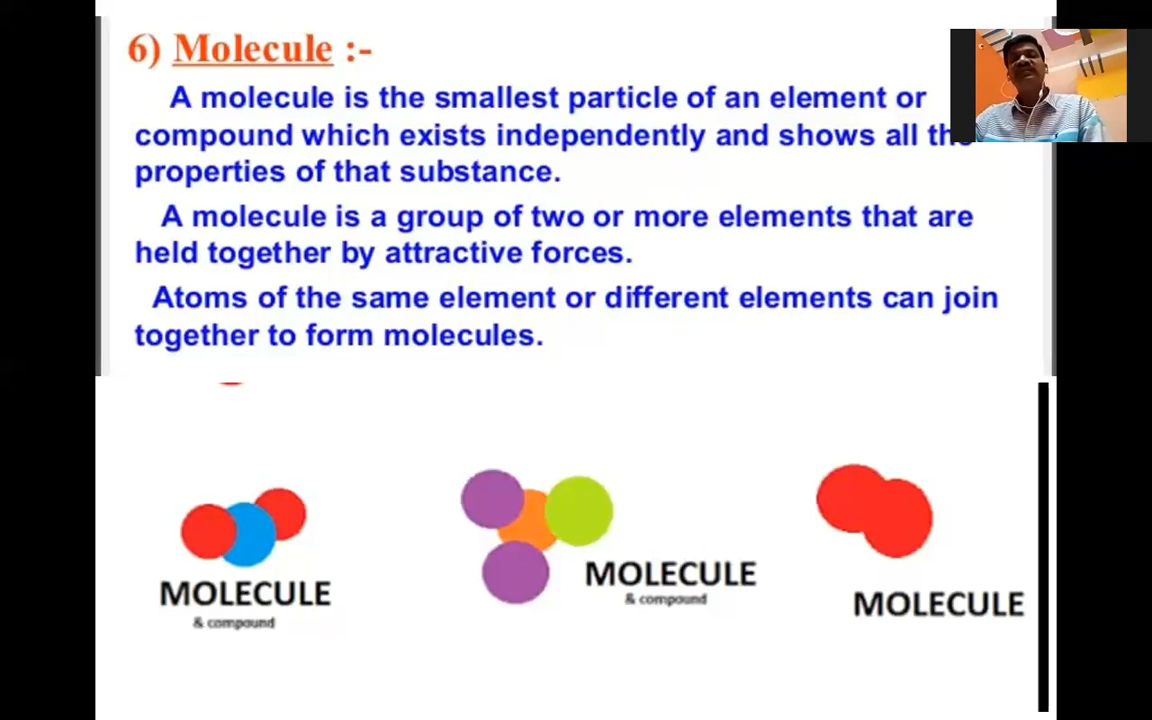 6) Molecule :-
A molecule is the smallest particle of an element or
compound which exists independently and shows all the
properties of that substance.
A molecule is a group of two or more elements that are
held together by attractive forces.
Atoms of the same element or different elements can join
together to form molecules.
MOLECULE
& compound
MOLECULE
& compound
MOLECULE